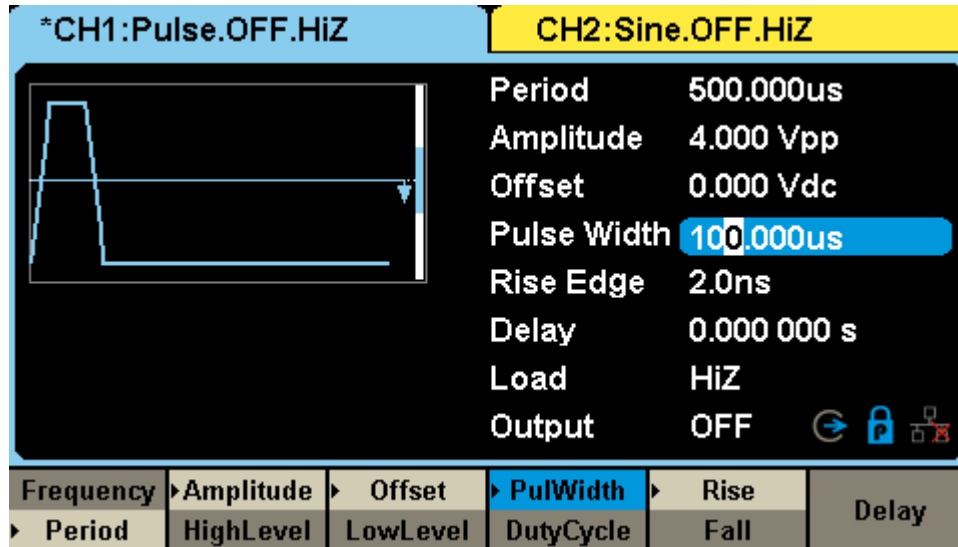 *CH1:Pulse.OFF.HiZ CH2:Sine.OFF.HiZ
Period 500.000us
Amplitude 4.000 Vpp
Offset 0.000 Vdc
Pulse Width 100.000us
Rise Edge 2.0ns
Delay 0.000 000 s
Load HiZ
Output OFF P
Frequency Amplitude Offset PulWidth Rise Delay
Period HighLevel LowLevel DutyCycle Fall